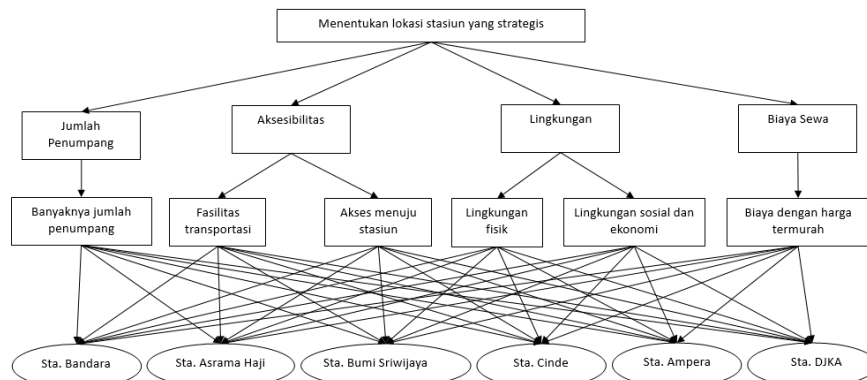 Menentukan lokasi stasiun yang strategis
Jumlah
Penumpang
Aksesibilitas
Lingkungan
Biaya Sewa
Banyaknya jumlah
penumpang
Fasilitas
transportasi
Akses menuju
stasiun
Lingkungan
fisik
Lingkungan sosial dan
ekonomi
Biaya dengan harga
termurah
Sta. Bandara
Sta. Asrama Haji
Sta. Bumi Sriwijaya
Sta. Cinde
Sta. Ampera
Sta. DJKA